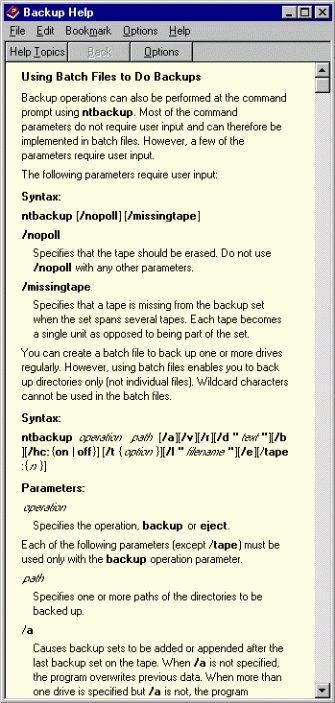 Backup Help
File Edit Bookmark Options Help
Help Topics Back Options
Using Batch Files to Do Backups
Backup operations can also be performed at the command
prompt using ntbackup. Most of the command
parameters do not require user input and can therefore be
implemented in batch files. However, a few of the
parameters require user input.
The following parameters require user input:
Syntax:
ntbackup [/nopoll] [/missingtape]
/nopoll
Specifies that the tape should be erased. Do not use
/nopoll with any other parameters.
/missingtape
Specifies that a tape is missing from the backup set
when the set spans several tapes. Each tape becomes
a single unit as opposed to being part of the set.
You can create a batch file to back up one or more drives
regularly. However, using batch files enables you to back
up directories only (not individual files). Wildcard characters
cannot be used in the batch files.
Syntax:
ntbackup operation path [/a][/v][/r][/d " text "][/b
][/hc:{on | off}] [/t { option }][/l " filename "][/e][/tape
:{ n }]
Parameters:
operation
Specifies the operation, backup or eject.
Each of the following parameters (except /tape) must be
used only with the backup operation parameter.
path
Specifies one or more paths of the directories to be
backed up.
/a
Causes backup sets to be added or appended after the
last backup set on the tape. When /a is not specified,
the program overwrites previous data. When more than
one drive is specified but /a is not, the program